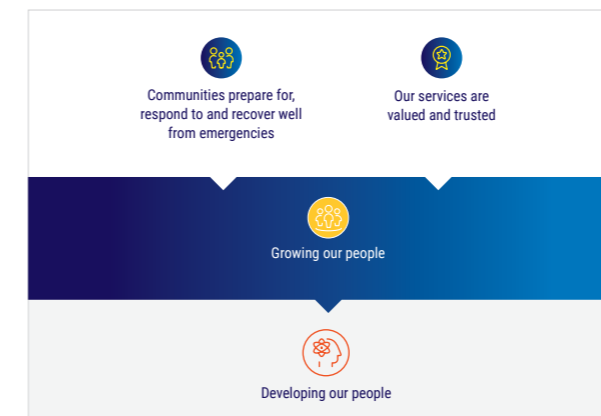 Communities prepare for,
respond to and recover well
from emergencies
Our services are
valued and trusted
Growing our people
Developing our people